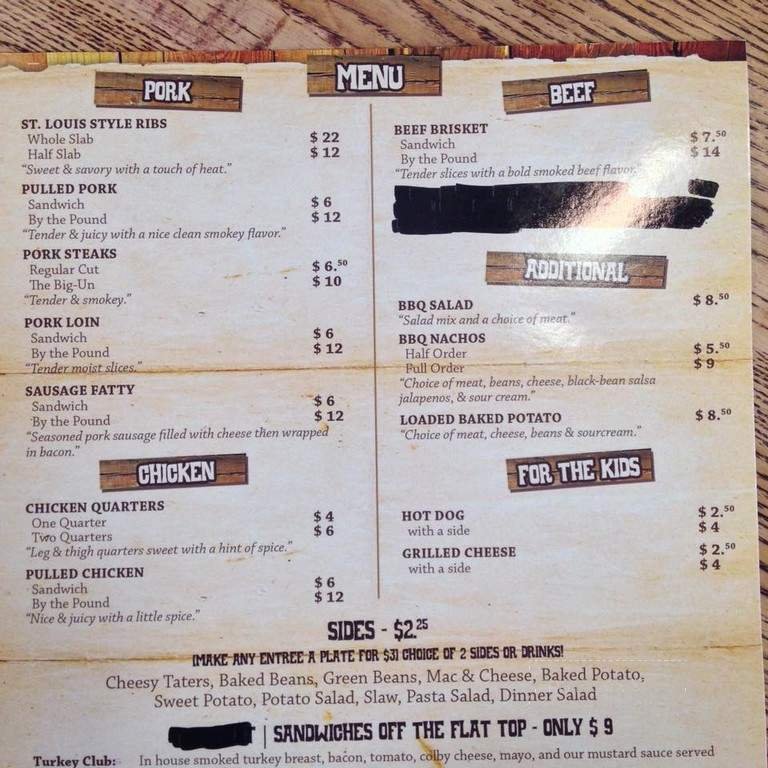 MENU
PORK
ST. LOUIS STYLE RIBS
Whole Slab $ 22
Half Slab $ 12
“Sweet & savory with a touch of heat.”
PULLED PORK
Sandwich $ 6
By the Pound $ 12
“Tender & juicy with a nice clean smokey flavor.”
PORK STEAKS
Regular Cut $ 6.50
The Big-Un $ 10
“Tender & smokey.”
PORK LOIN
Sandwich $ 6
By the Pound $ 12
“Tender moist slices.”
SAUSAGE FATTY
Sandwich $ 6
By the Pound $ 12
“Seasoned pork sausage filled with cheese then wrapped
in bacon.”
CHICKEN
CHICKEN QUARTERS
One Quarter $ 4
Two Quarters $ 6
“Leg & thigh quarters sweet with a hint of spice.”
PULLED CHICKEN
Sandwich $ 6
By the Pound $ 12
“Nice & juicy with a little spice.”
BEEF
BEEF BRISKET
Sandwich $ 7.50
By the Pound $ 14
“Tender slices with a bold smoked beef flavor.
ADDITIONAL
BBQ SALAD $ 8.50
“Salad mix and a choice of meat.”
BBQ NACHOS
Half Order $ 5.50
Full Order $ 9
“Choice of meat, beans, cheese, black-bean salsa
jalapenos, & sour cream.”
LOADED BAKED POTATO $ 8.50
“Choice of meat, cheese, beans & sourcream.”
FOR THE KIDS
HOT DOG $ 2.50
with a side $ 4
GRILLED CHEESE $ 2.50
with a side $ 4
SIDES - $2.25
(MAKE ANY ENTREE A PLATE FOR $3) CHOICE OF 2 SIDES OR DRINKS!
Cheesy Taters, Baked Beans, Green Beans, Mac & Cheese, Baked Potato,
Sweet Potato, Potato Salad, Slaw, Pasta Salad, Dinner Salad
| SANDWICHES OFF THE FLAT TOP - ONLY $ 9
Turkey Club: In house smoked turkey breast, bacon, tomato, colby cheese, mayo, and our mustard sauce served